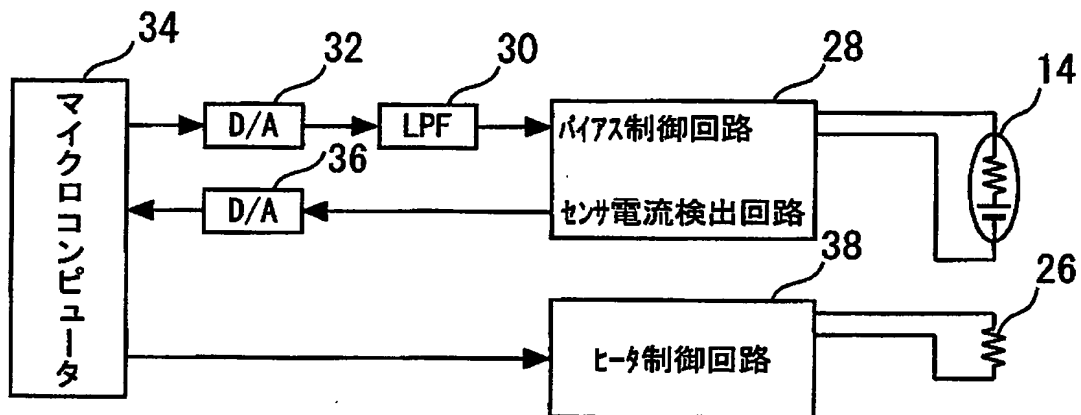 34
32
30
28
14
マイクロコンピュータ
D/A
LPF
バイアス制御回路
36
D/A
センサ電流検出回路
38
26
ヒータ制御回路